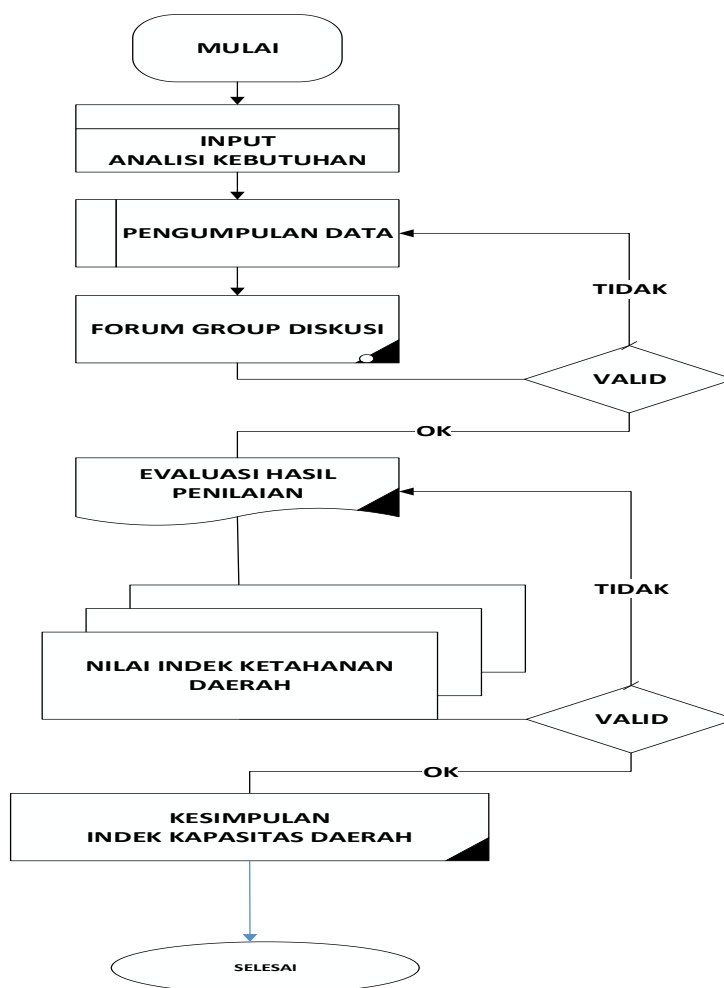 MULAI
INPUT
ANALISI KEBUTUHAN
PENGUMPULAN DATA
TIDAK
FORUM GROUP DISKUSI
VALID
OK
EVALUASI HASIL
PENILAIAN
TIDAK
NILAI INDEK KETAHANAN
DAERAH
VALID
OK
KESIMPULAN
INDEK KAPASITAS DAERAH
SELESAI